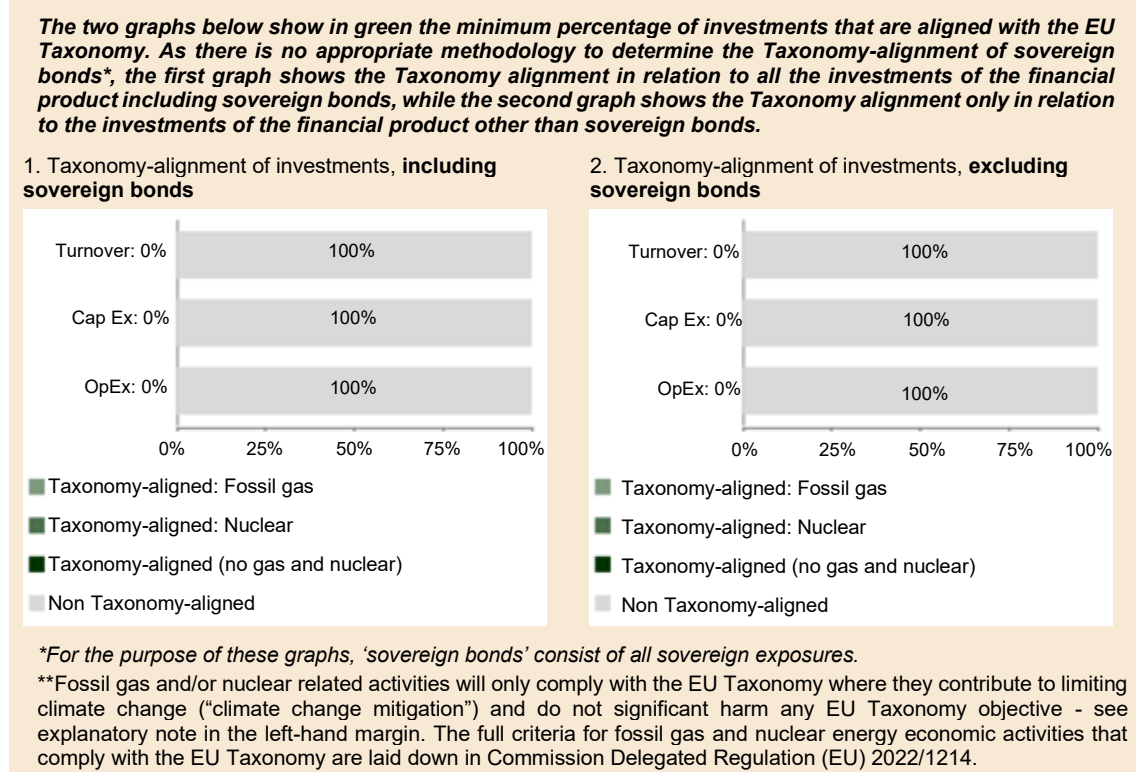 The two graphs below show in green the minimum percentage of investments that are aligned with the EU
Taxonomy. As there is no appropriate methodology to determine the Taxonomy-alignment of sovereign
bonds*, the first graph shows the Taxonomy alignment in relation to all the investments of the financial
product including sovereign bonds, while the second graph shows the Taxonomy alignment only in relation
to the investments of the financial product other than sovereign bonds.
1. Taxonomy-alignment of investments, including
sovereign bonds
Turnover: 0% 100%
Cap Ex: 0% 100%
OpEx: 0% 100%
0% 25% 50% 75% 100%
Taxonomy-aligned: Fossil gas
Taxonomy-aligned: Nuclear
Taxonomy-aligned (no gas and nuclear)
Non Taxonomy-aligned
2. Taxonomy-alignment of investments, excluding
sovereign bonds
Turnover: 0% 100%
Cap Ex: 0% 100%
OpEx: 0% 100%
0% 25% 50% 75% 100%
Taxonomy-aligned: Fossil gas
Taxonomy-aligned: Nuclear
Taxonomy-aligned (no gas and nuclear)
Non Taxonomy-aligned
*For the purpose of these graphs, ‘sovereign bonds’ consist of all sovereign exposures.
**Fossil gas and/or nuclear related activities will only comply with the EU Taxonomy where they contribute to limiting
climate change (“climate change mitigation”) and do not significant harm any EU Taxonomy objective - see
explanatory note in the left-hand margin. The full criteria for fossil gas and nuclear energy economic activities that
comply with the EU Taxonomy are laid down in Commission Delegated Regulation (EU) 2022/1214.